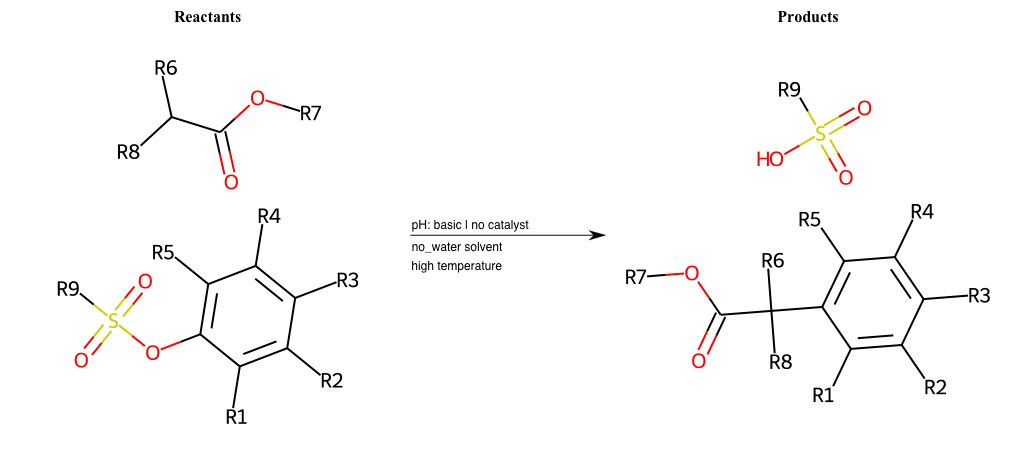 Reactants
Products
R6
O
R7
R8
O
R9
O
S
HO
O
R4
R5
R3
R9
O
S
O
O
R2
R1
pH: basic | no catalyst
no_water solvent
high temperature
R5
R4
R6
R7
O
R3
O
R8
R1
R2